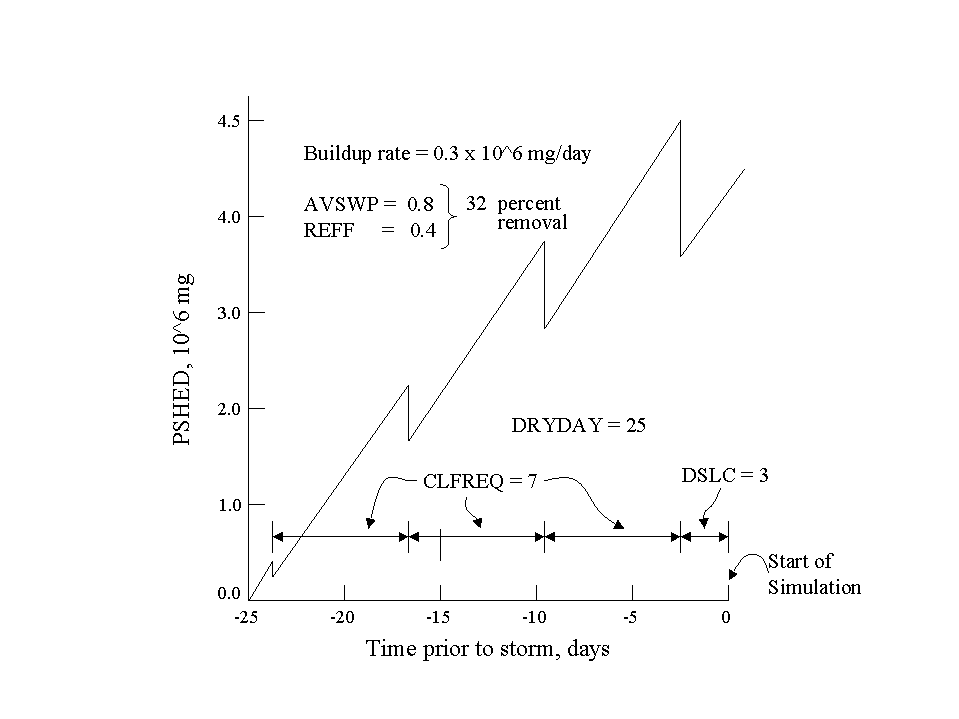 4.5
Buildup rate = 0.3 x 10^6 mg/day
AVSWP = 0.8
REFF = 0.4
32 percent
removal
4.0
3.0
PSHED, 10^6 mg
2.0
DRYDAY = 25
CLFREQ = 7
DSLC = 3
1.0
Start of
Simulation
0.0
-25 -20 -15 -10 -5 0
Time prior to storm, days